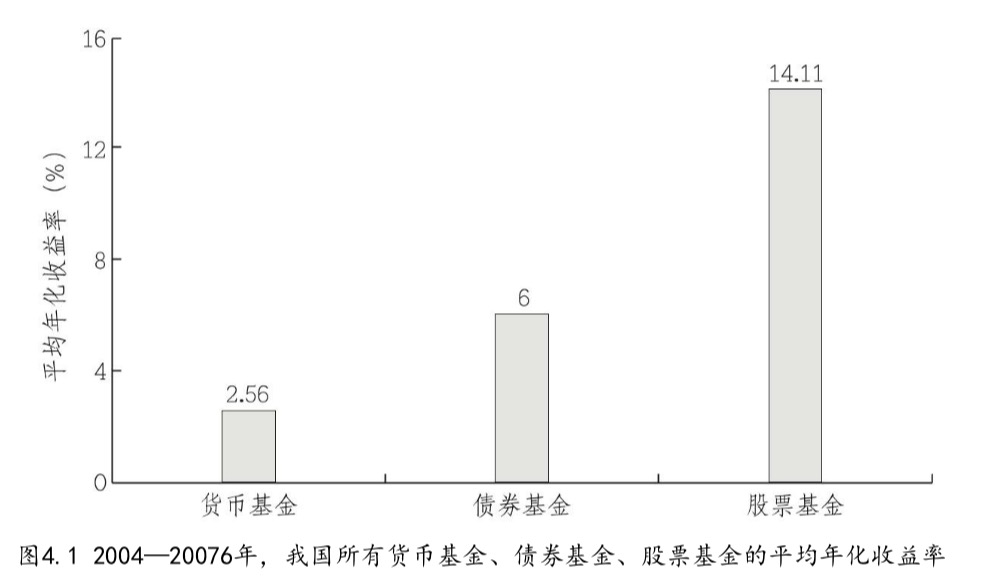 16
14.11
12
平均年化收益率（%）
8
6
4
2.56
0
货币基金
债券基金
股票基金
图4.1 2004—20076年，我国所有货币基金、债券基金、股票基金的平均年化收益率